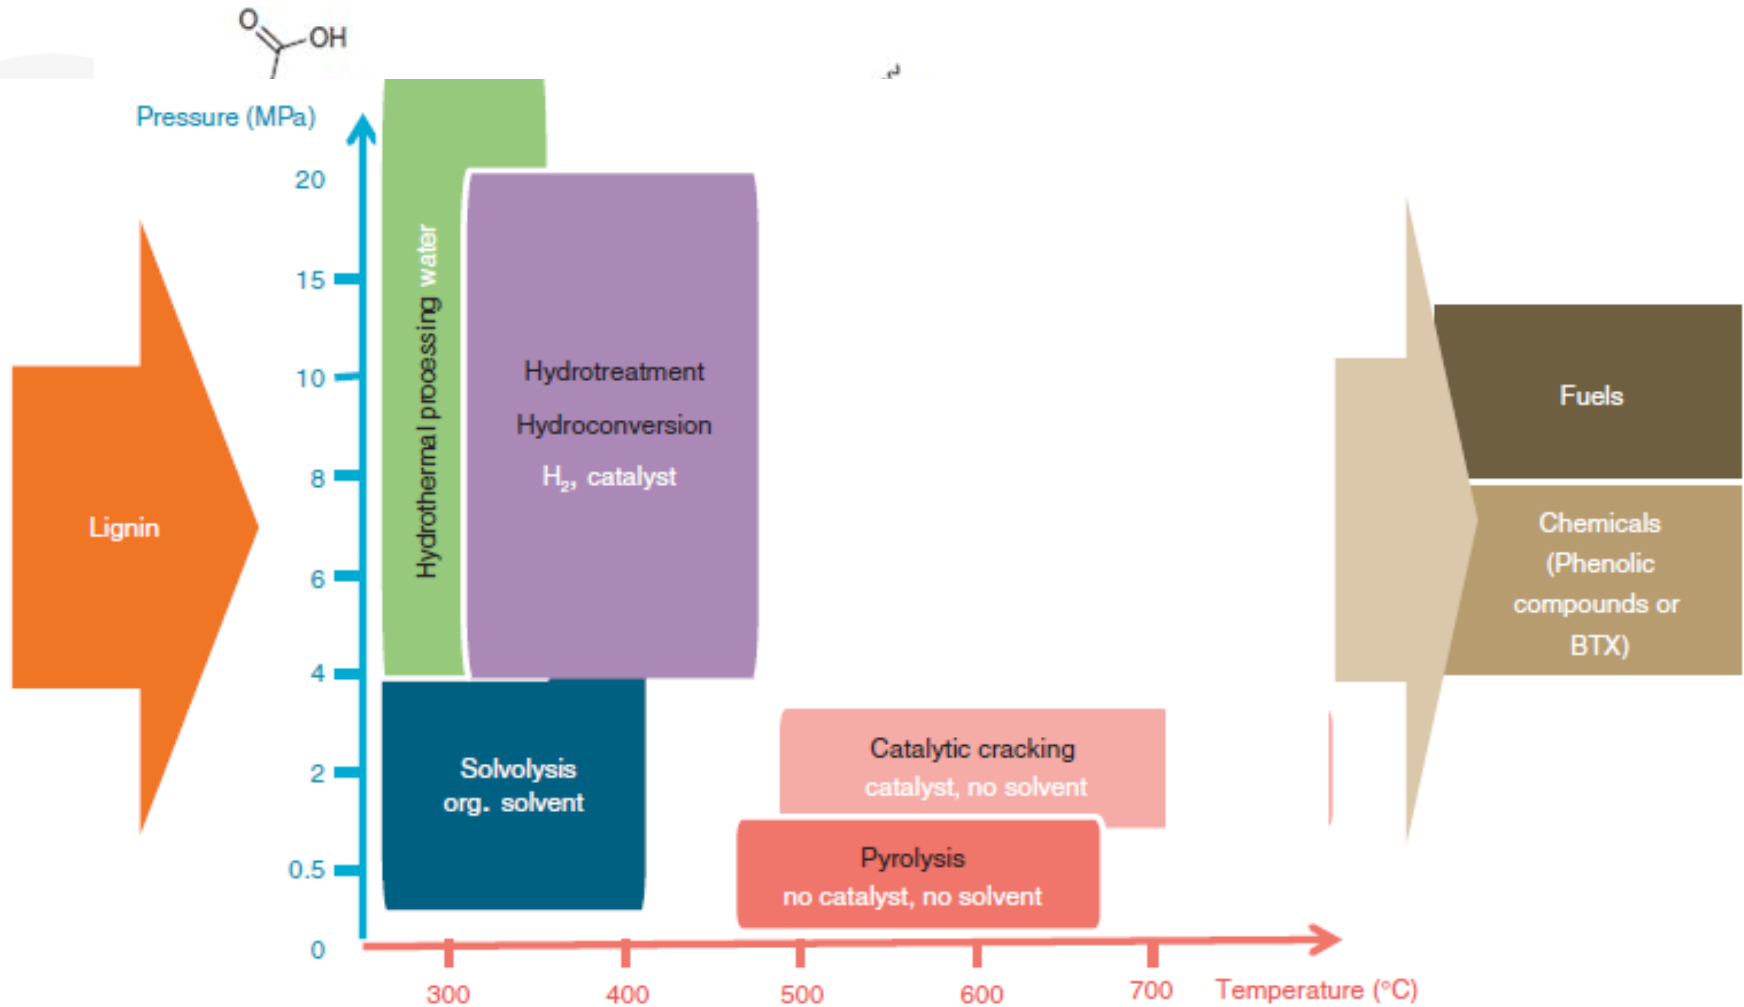 O
OH
Pressure (MPa)
20
15
10
8
6
4
2
0.5
0
Lignin
Hydrothermal processing water
Hydrotreatment
Hydroconversion
H₂, catalyst
Solvolysis
org. solvent
Catalytic cracking
catalyst, no solvent
Pyrolysis
no catalyst, no solvent
Fuels
Chemicals
(Phenolic
compounds or
BTX)
300
400
500
600
700
Temperature (°C)